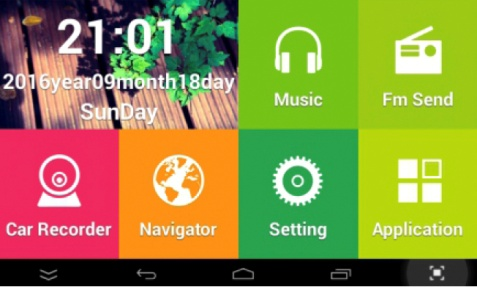 21:01
2016year09month18day
SunDay
Music
Fm Send
Car Recorder
Navigator
Setting
Application